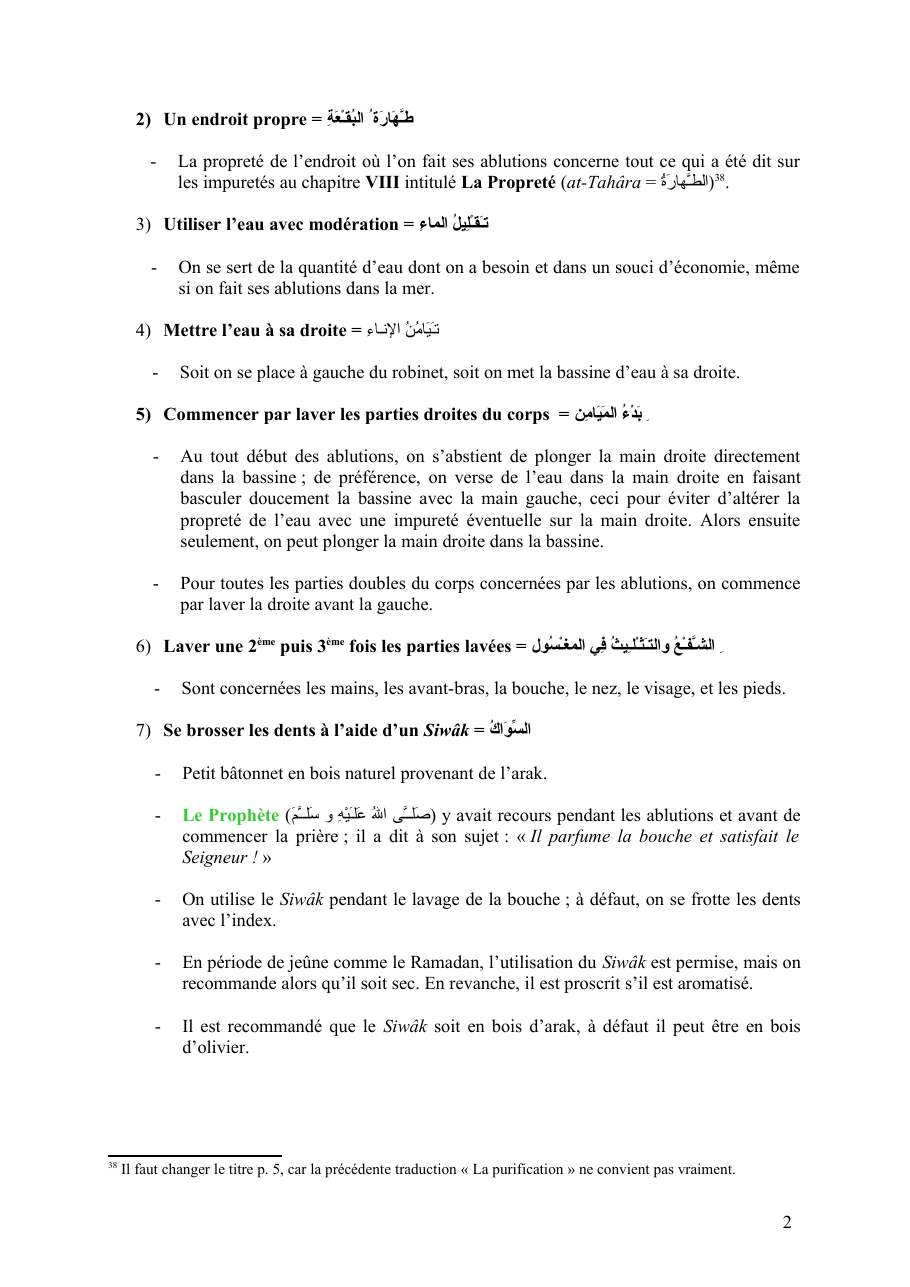 2) Un endroit propre = طَـهَارَةُ البُقـْعَةِ
- La propreté de l’endroit où l’on fait ses ablutions concerne tout ce qui a été dit sur
les impuretés au chapitre VIII intitulé La Propreté (at-Tahâra = الطـَّهارَةُ)38.
3) Utiliser l’eau avec modération = تـَقـْلِيلُ الماءِ
- On se sert de la quantité d’eau dont on a besoin et dans un souci d’économie, même
si on fait ses ablutions dans la mer.
4) Mettre l’eau à sa droite = تـَيَامُنُ الإنـاءِ
- Soit on se place à gauche du robinet, soit on met la bassine d’eau à sa droite.
5) Commencer par laver les parties droites du corps = بَدْءُ المَيَامِنِ
- Au tout début des ablutions, on s’abstient de plonger la main droite directement
dans la bassine ; de préférence, on verse de l’eau dans la main droite en faisant
basculer doucement la bassine avec la main gauche, ceci pour éviter d’altérer la
propreté de l’eau avec une impureté éventuelle sur la main droite. Alors ensuite
seulement, on peut plonger la main droite dans la bassine.
- Pour toutes les parties doubles du corps concernées par les ablutions, on commence
par laver la droite avant la gauche.
6) Laver une 2ème puis 3ème fois les parties lavées = الشـَّفـْعُ والتـَثـْلـِيثُ فِي المغـْسُولِ
- Sont concernées les mains, les avant-bras, la bouche, le nez, le visage, et les pieds.
7) Se brosser les dents à l’aide d’un Siwâk = السِّوَاكُ
- Petit bâtonnet en bois naturel provenant de l’arak.
- Le Prophète (صَلـَّى اللهُ عَلـَيْهِ و سَلـَّمَ) y avait recours pendant les ablutions et avant de
commencer la prière ; il a dit à son sujet : « Il parfume la bouche et satisfait le
Seigneur ! »
- On utilise le Siwâk pendant le lavage de la bouche ; à défaut, on se frotte les dents
avec l’index.
- En période de jeûne comme le Ramadan, l’utilisation du Siwâk est permise, mais on
recommande alors qu’il soit sec. En revanche, il est proscrit s’il est aromatisé.
- Il est recommandé que le Siwâk soit en bois d’arak, à défaut il peut être en bois
d’olivier.
38 Il faut changer le titre p. 5, car la précédente traduction « La purification » ne convient pas vraiment.
2